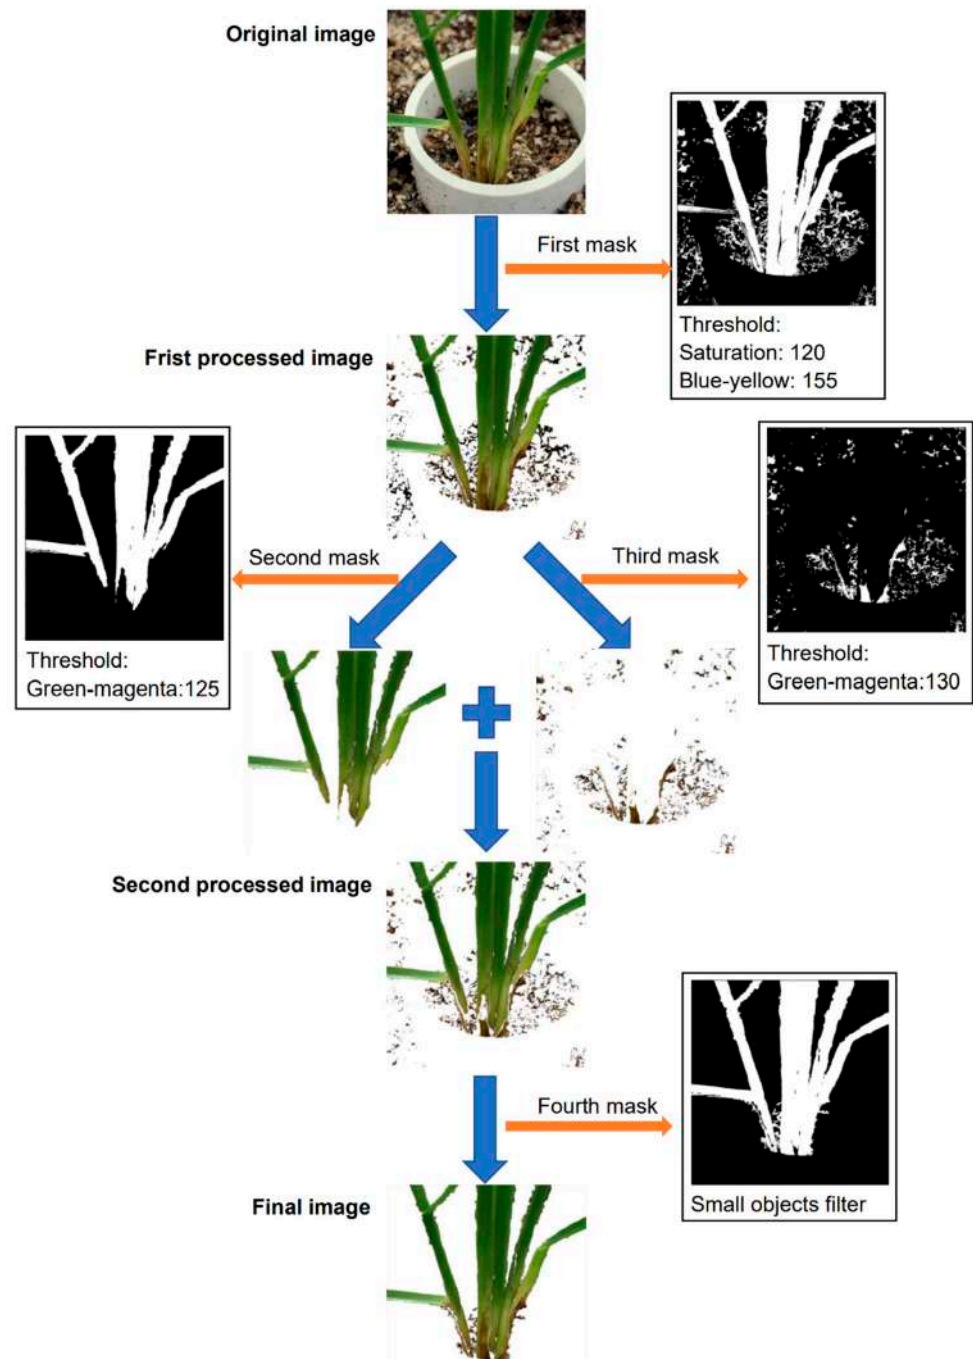 Original image
First mask
Threshold:
Saturation: 120
Blue-yellow: 155
Frist processed image
Second mask
Third mask
Threshold:
Green-magenta:125
Threshold:
Green-magenta:130
Second processed image
Fourth mask
Small objects filter
Final image